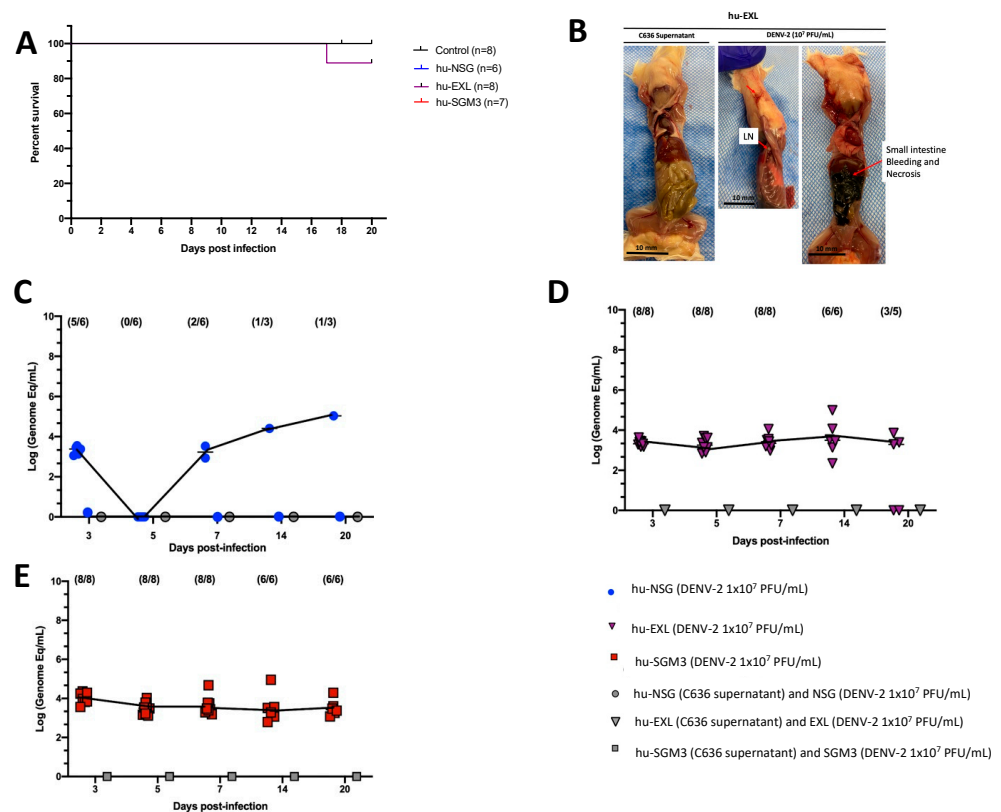 A
Percent survival
100
80
60
40
20
0
0 2 4 6 8 10 12 14 16 18 20
Days post infection
Control (n=8)
hu-NSG (n=6)
hu-EXL (n=8)
hu-SGM3 (n=7)
B
hu-EXL
C636 Supernatant
DENV-2 (10⁷ PFU/mL)
LN
Small intestine
Bleeding and
Necrosis
10 mm
10 mm
10 mm
C
(5/6) (0/6) (2/6) (1/3) (1/3)
Log (Genome Eq/mL)
10
8
6
4
2
0
3 5 7 14 20
Days post-infection
D
(8/8) (8/8) (8/8) (6/6) (3/5)
Log (Genome Eq/mL)
10
8
6
4
2
0
3 5 7 14 20
Days post-infection
E
(8/8) (8/8) (8/8) (6/6) (6/6)
Log (Genome Eq/mL)
10
8
6
4
2
0
3 5 7 14 20
Days post-infection
hu-NSG (DENV-2 1x10⁷ PFU/mL)
hu-EXL (DENV-2 1x10⁷ PFU/mL)
hu-SGM3 (DENV-2 1x10⁷ PFU/mL)
hu-NSG (C636 supernatant) and NSG (DENV-2 1x10⁷ PFU/mL)
hu-EXL (C636 supernatant) and EXL (DENV-2 1x10⁷ PFU/mL)
hu-SGM3 (C636 supernatant) and SGM3 (DENV-2 1x10⁷ PFU/mL)